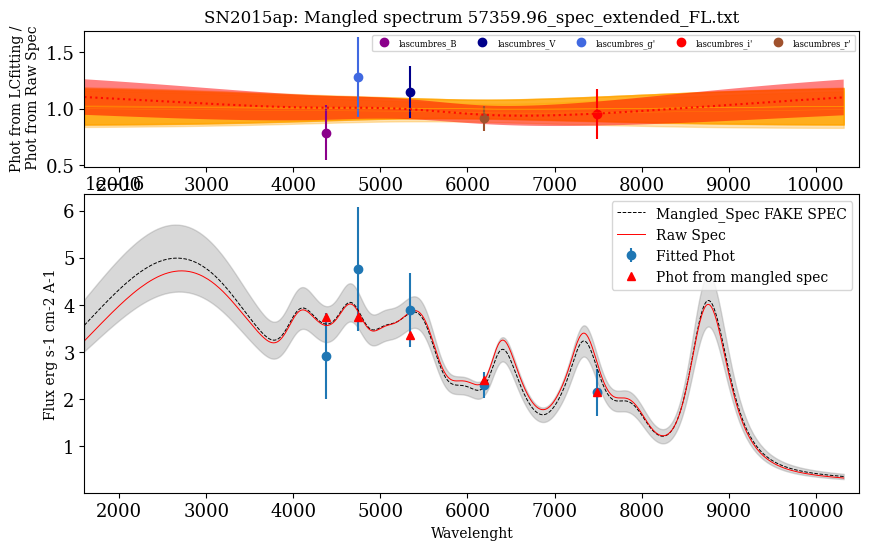 SN2015ap: Mangled spectrum 57359.96_spec_extended_FL.txt
Phot from LCfitting /
Phot from Raw Spec
1.5
1.0
0.5
lascumbres_B
lascumbres_V
lascumbres_g'
lascumbres_i'
lascumbres_r'
2000 3000 4000 5000 6000 7000 8000 9000 10000
1e−16
Flux erg s-1 cm-2 A-1
6
5
4
3
2
1
Mangled_Spec FAKE SPEC
Raw Spec
Fitted Phot
Phot from mangled spec
2000 3000 4000 5000 6000 7000 8000 9000 10000
Wavelenght